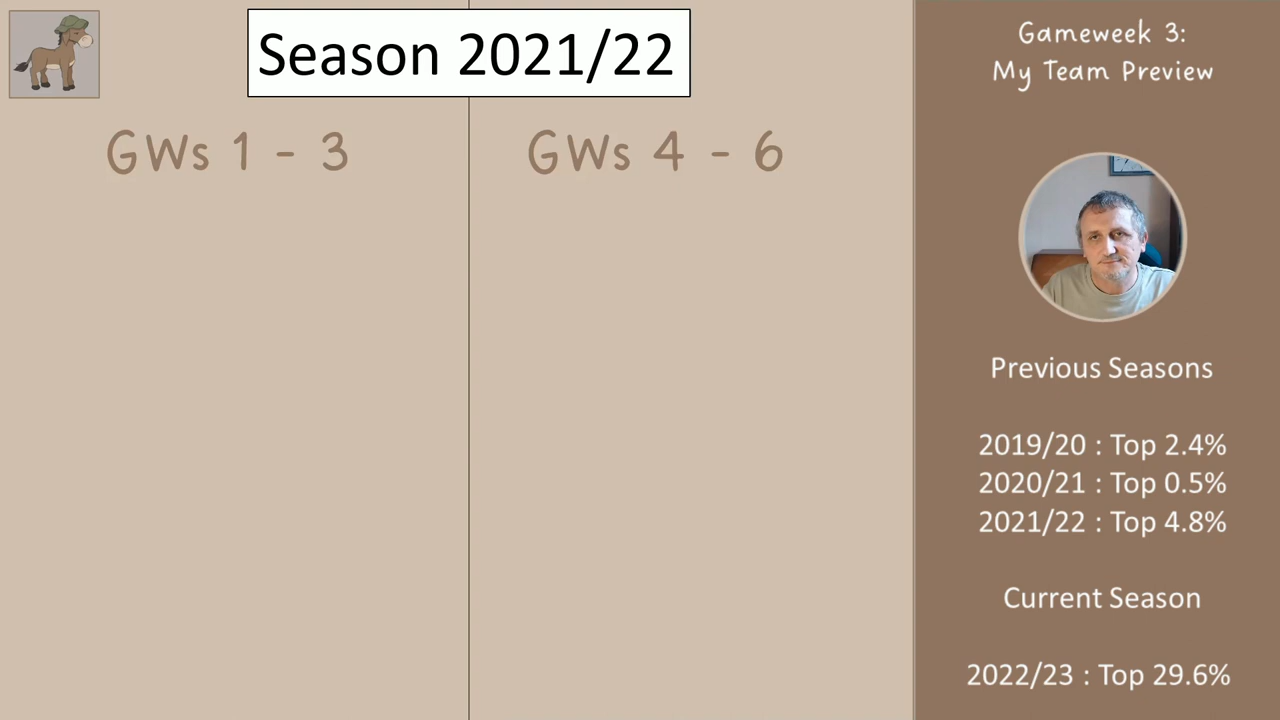 Season 2021/22
GWs 1 - 3
GWs 4 - 6
Gameweek 3:
My Team Preview
Previous Seasons
2019/20 : Top 2.4%
2020/21 : Top 0.5%
2021/22 : Top 4.8%
Current Season
2022/23 : Top 29.6%